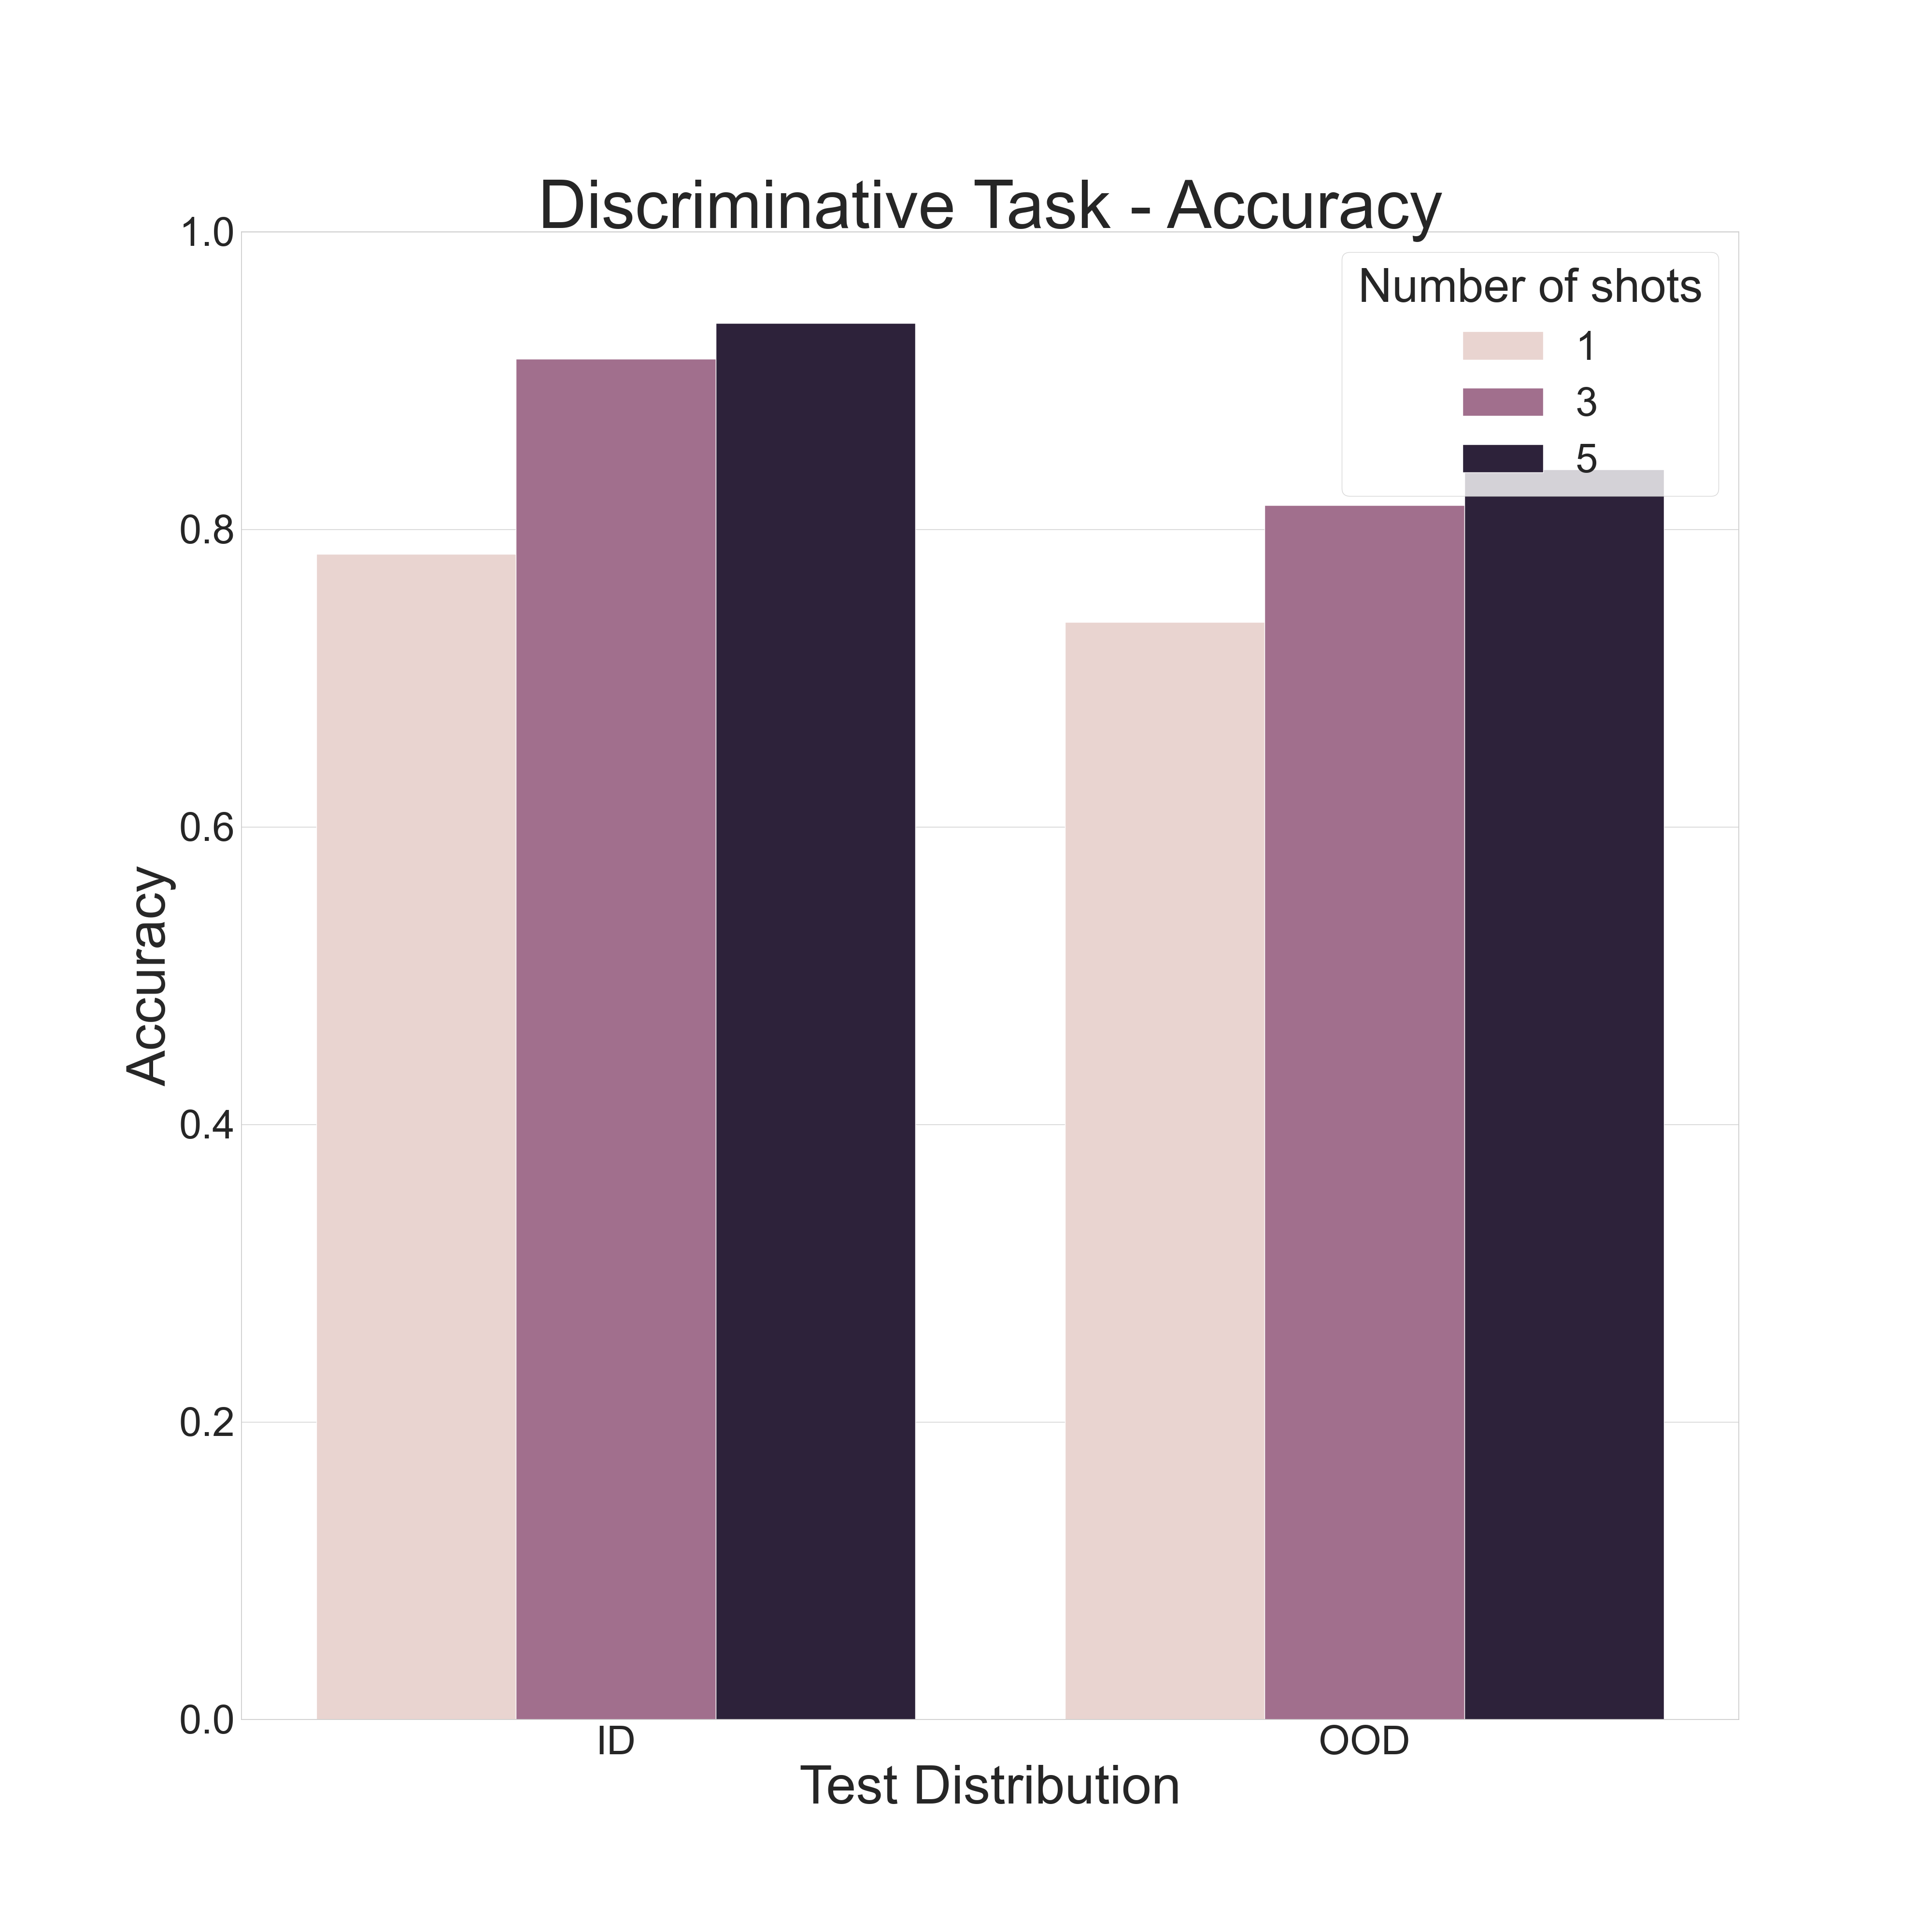 Discriminative Task - Accuracy
Number of shots
1
3
5
1.0
0.8
0.6
0.4
0.2
0.0
Accuracy
ID
OOD
Test Distribution